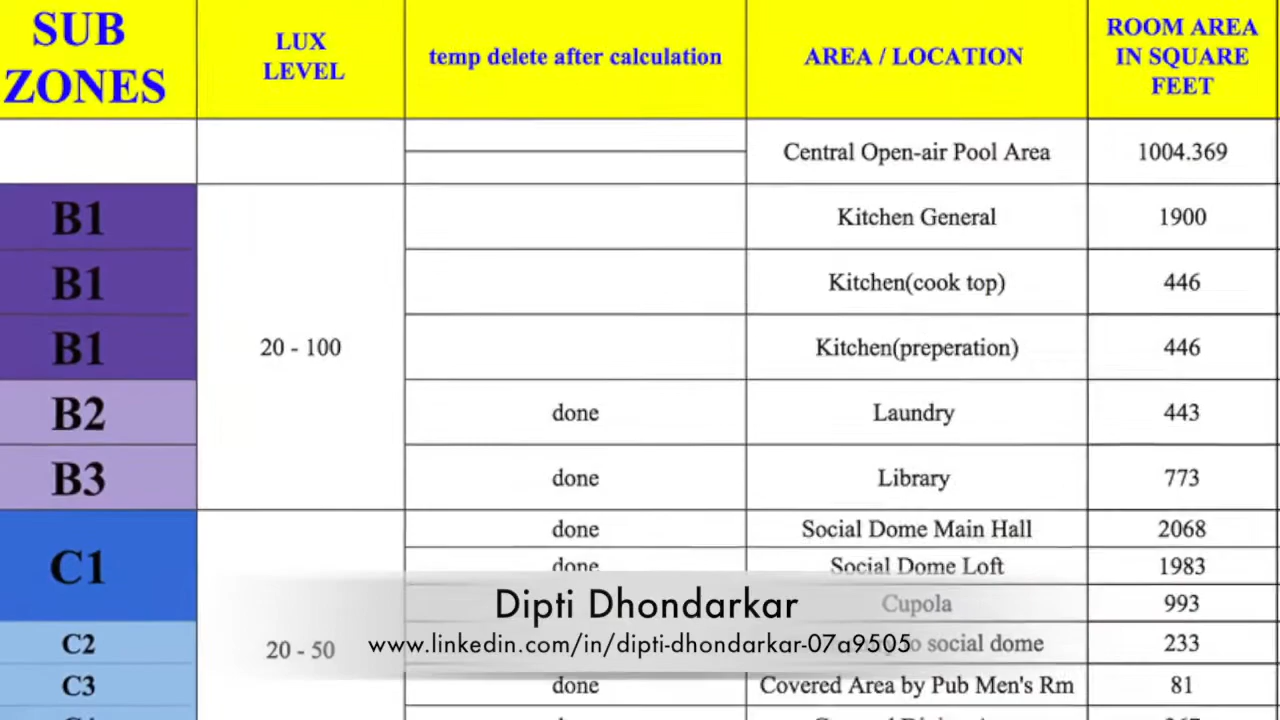 SUB ZONES
LUX LEVEL
temp delete after calculation
AREA / LOCATION
ROOM AREA IN SQUARE FEET
Central Open-air Pool Area 1004.369
B1 Kitchen General 1900
B1 Kitchen(cook top) 446
B1 20 - 100 Kitchen(preperation) 446
B2 done Laundry 443
B3 done Library 773
done Social Dome Main Hall 2068
C1 done Social Dome Loft 1983
Cupola 993
Dipti Dhondarkar
C2 20 - 50 social dome 233
www.linkedin.com/in/dipti-dhondarkar-07a9505
C3 done Covered Area by Pub Men's Rm 81